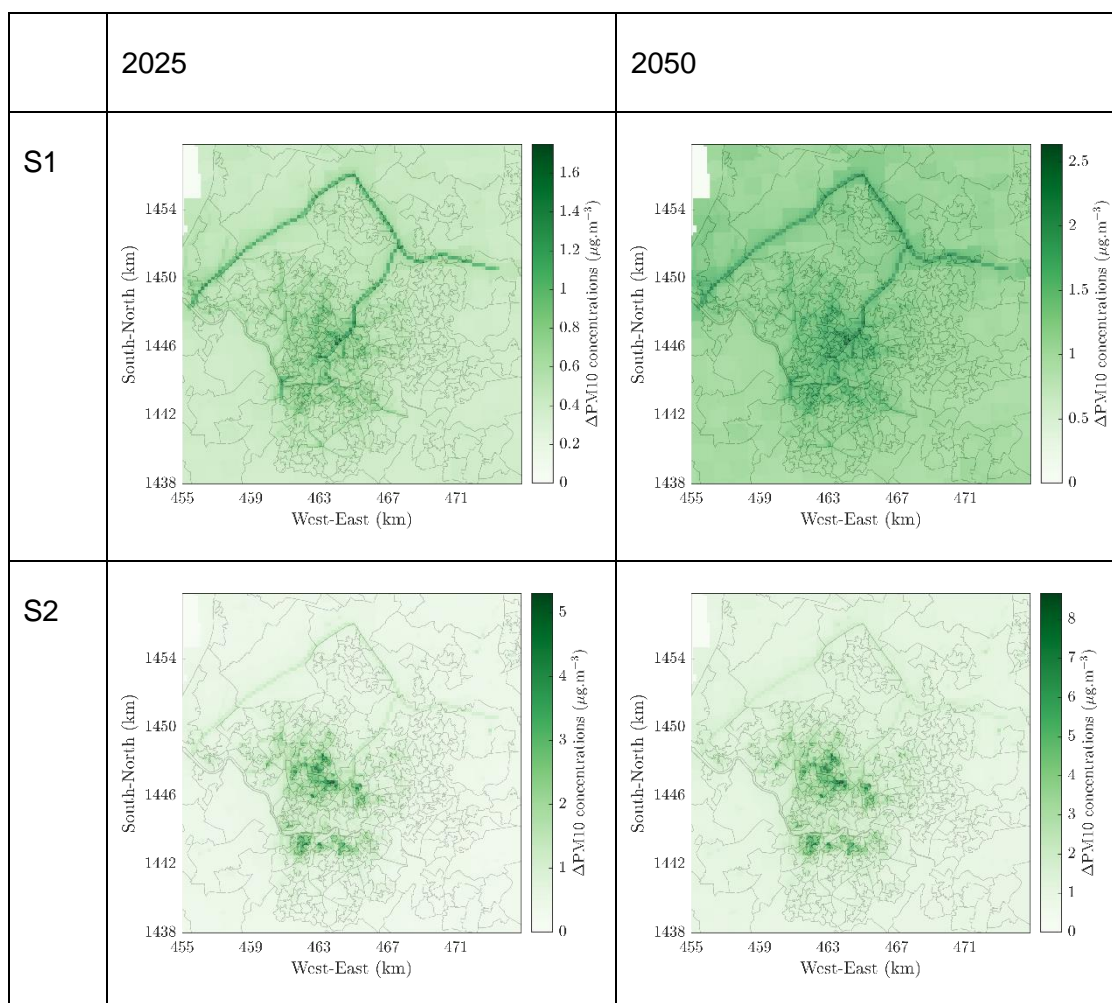 2025
2050
S1
South-North (km)
1454
1450
1446
1442
1438
455 459 463 467 471
West-East (km)
1.6
1.4
1.2
1
0.8
0.6
0.4
0.2
0
ΔPM10 concentrations (μg.m⁻³)
South-North (km)
1454
1450
1446
1442
1438
455 459 463 467 471
West-East (km)
2.5
2
1.5
1
0.5
0
ΔPM10 concentrations (μg.m⁻³)
S2
South-North (km)
1454
1450
1446
1442
1438
455 459 463 467 471
West-East (km)
5
4
3
2
1
0
ΔPM10 concentrations (μg.m⁻³)
South-North (km)
1454
1450
1446
1442
1438
455 459 463 467 471
West-East (km)
8
7
6
5
4
3
2
1
0
ΔPM10 concentrations (μg.m⁻³)